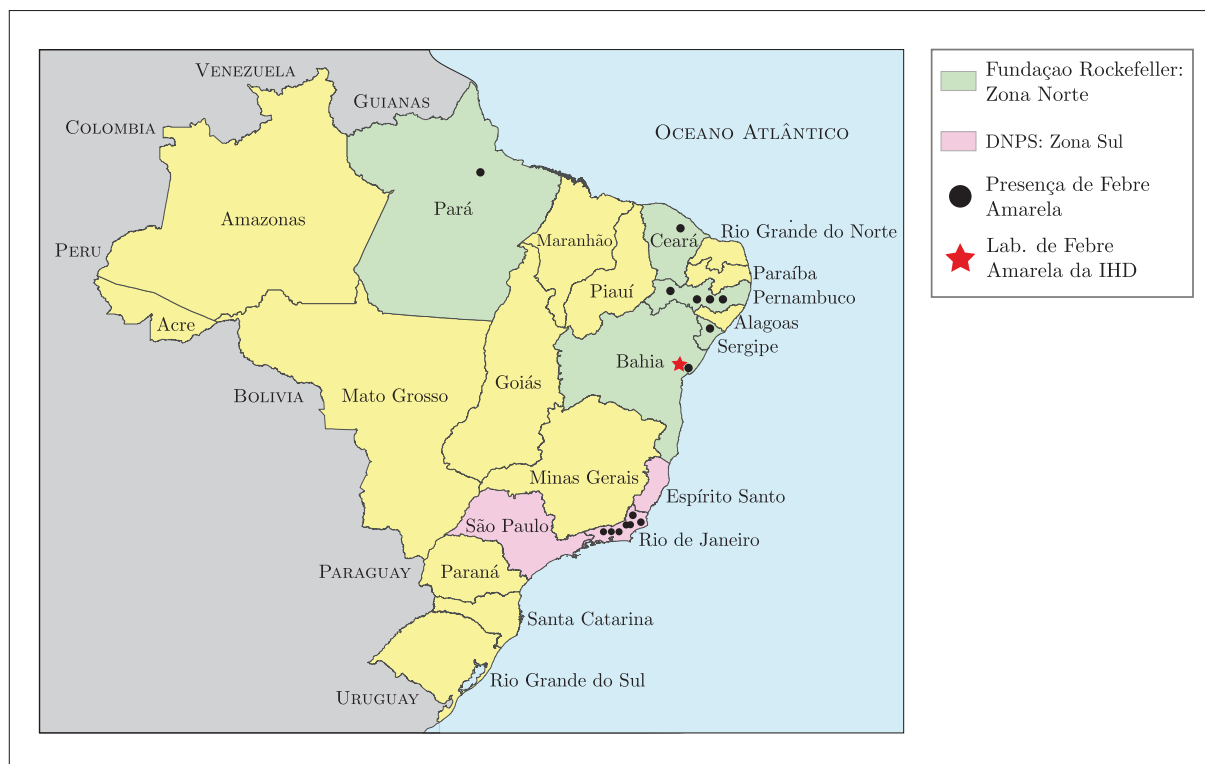 VENEZUELA
GUIANAS
COLOMBIA
OCEANO ATLÂNTICO
Amazonas
Pará
PERU
Maranhão
Ceará
Rio Grande do Norte
Paraíba
Piauí
Pernambuco
Acre
Alagoas
Sergipe
Bahia
Goiás
BOLIVIA
Mato Grosso
Minas Gerais
Espírito Santo
São Paulo
Rio de Janeiro
PARAGUAY
Paraná
Santa Catarina
Rio Grande do Sul
URUGUAY
Fundaçao Rockefeller:
Zona Norte
DNPS: Zona Sul
Presença de Febre
Amarela
Lab. de Febre
Amarela da IHD